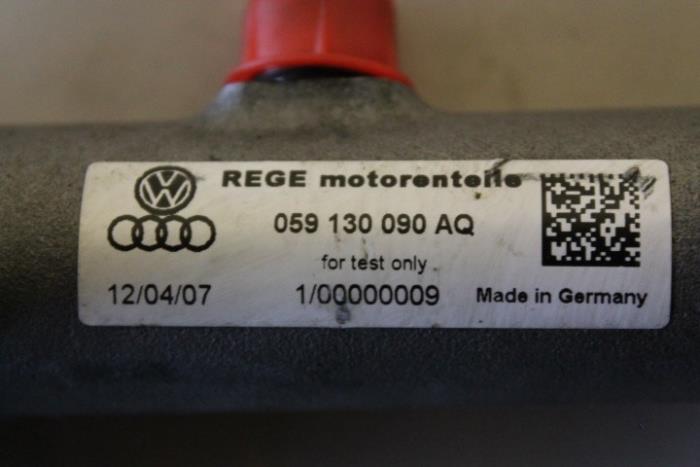 REGE motorenteile
059 130 090 AQ
for test only
12/04/07 1/00000009 Made in Germany